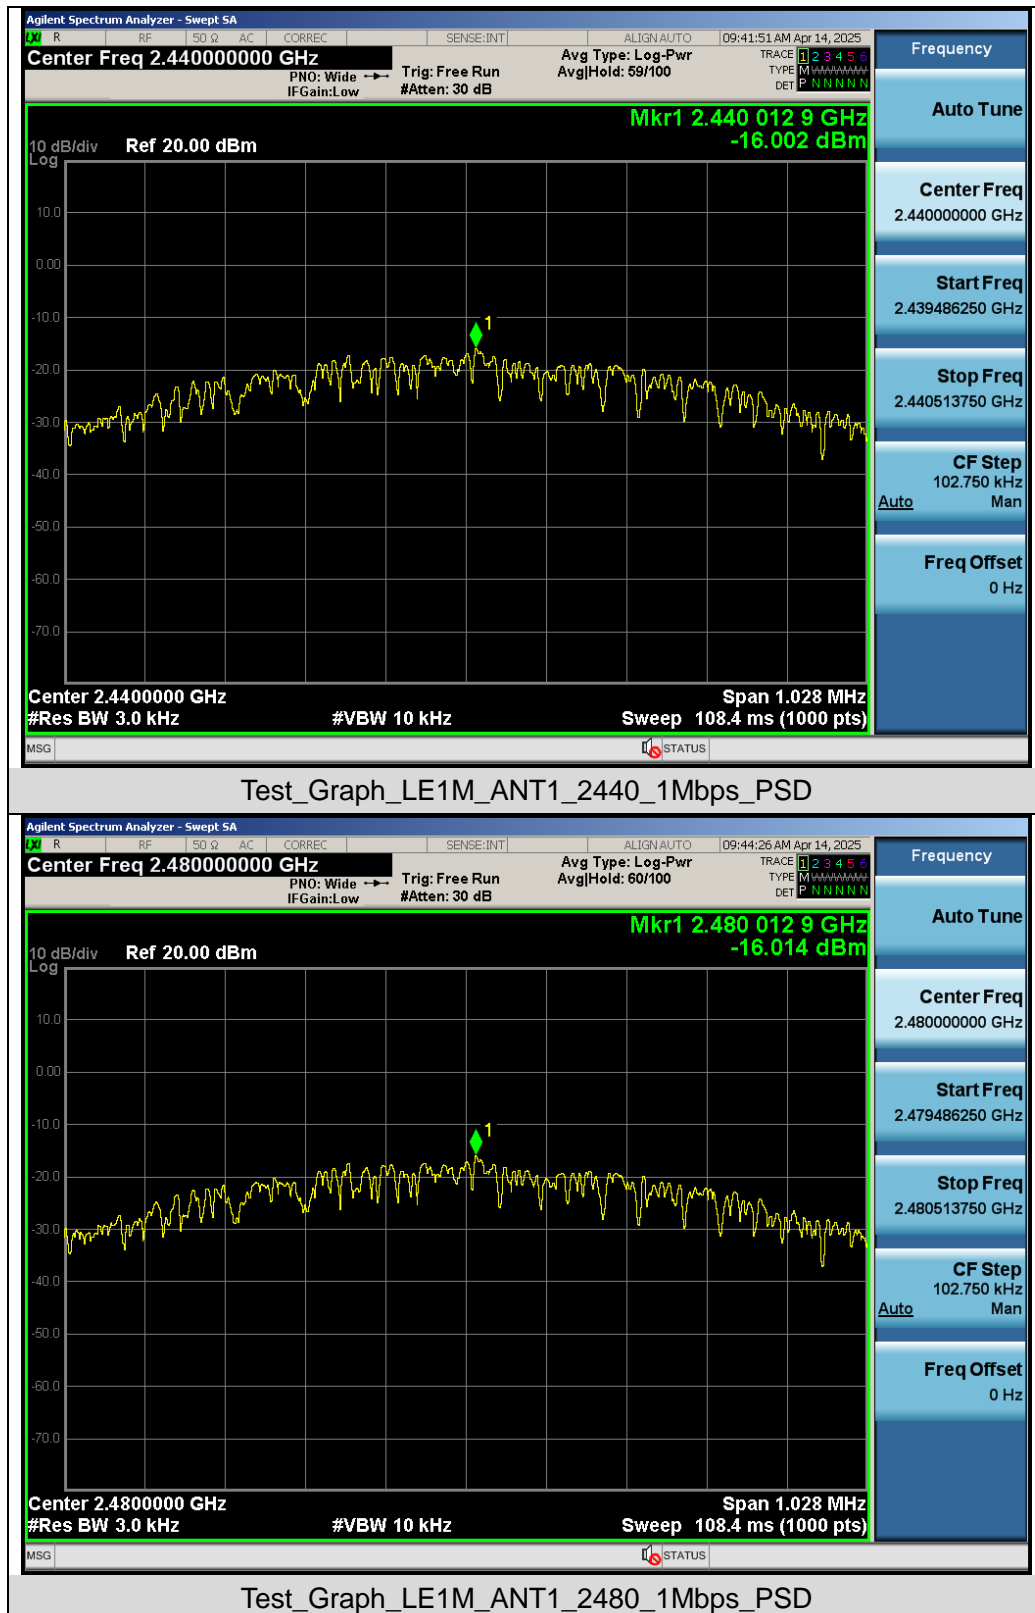 Agilent Spectrum Analyzer - Swept SA
LXI R RF 50 Ω AC CORREC SENSE:INT ALIGN AUTO 09:41:51 AM Apr 14, 2025
Center Freq 2.440000000 GHz
PNO: Wide
IFGain:Low
Trig: Free Run
#Atten: 30 dB
Avg Type: Log-Pwr
Avg|Hold: 59/100
TRACE 1 2 3 4 5 6
TYPE M
DET P N N N N N
Mkr1 2.440 012 9 GHz
-16.002 dBm
10 dB/div Ref 20.00 dBm
Log
10.0
0.00
-10.0
-20.0
-30.0
-40.0
-50.0
-60.0
-70.0
1
Center 2.4400000 GHz Span 1.028 MHz
#Res BW 3.0 kHz #VBW 10 kHz Sweep 108.4 ms (1000 pts)
MSG STATUS
Frequency
Auto Tune
Center Freq
2.440000000 GHz
Start Freq
2.439486250 GHz
Stop Freq
2.440513750 GHz
CF Step
102.750 kHz
Auto Man
Freq Offset
0 Hz
Test_Graph_LE1M_ANT1_2440_1Mbps_PSD
Agilent Spectrum Analyzer - Swept SA
LXI R RF 50 Ω AC CORREC SENSE:INT ALIGN AUTO 09:44:26 AM Apr 14, 2025
Center Freq 2.480000000 GHz
PNO: Wide
IFGain:Low
Trig: Free Run
#Atten: 30 dB
Avg Type: Log-Pwr
Avg|Hold: 60/100
TRACE 1 2 3 4 5 6
TYPE M
DET P N N N N N
Mkr1 2.480 012 9 GHz
-16.014 dBm
10 dB/div Ref 20.00 dBm
Log
10.0
0.00
-10.0
-20.0
-30.0
-40.0
-50.0
-60.0
-70.0
1
Center 2.4800000 GHz Span 1.028 MHz
#Res BW 3.0 kHz #VBW 10 kHz Sweep 108.4 ms (1000 pts)
MSG STATUS
Frequency
Auto Tune
Center Freq
2.480000000 GHz
Start Freq
2.479486250 GHz
Stop Freq
2.480513750 GHz
CF Step
102.750 kHz
Auto Man
Freq Offset
0 Hz
Test_Graph_LE1M_ANT1_2480_1Mbps_PSD